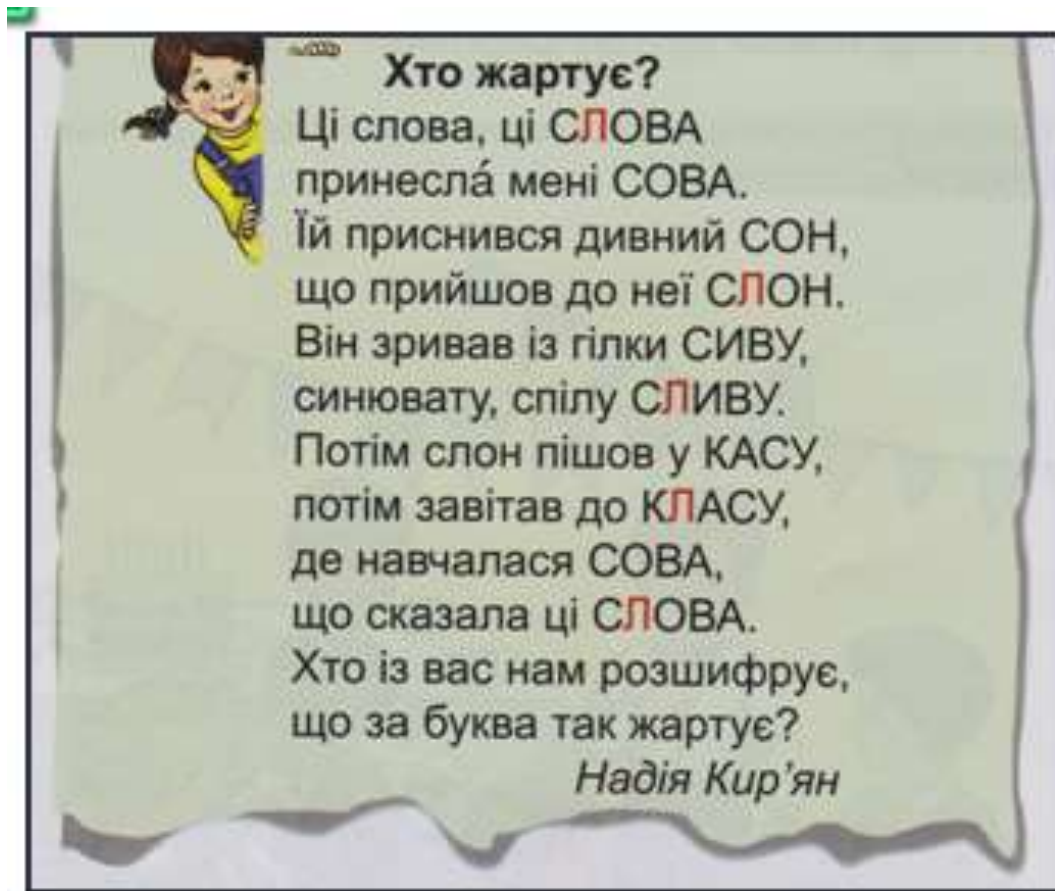 Хто жартує?
Ці слова, ці СЛОВА
принесла́ мені СОВА.
Їй приснився дивний СОН,
що прийшов до неї СЛОН.
Він зривав із гілки СИВУ,
синювату, спілу СЛИВУ.
Потім слон пішов у КАСУ,
потім завітав до КЛАСУ,
де навчалася СОВА,
що сказала ці СЛОВА.
Хто із вас нам розшифрує,
що за буква так жартує?
Надія Кир’ян